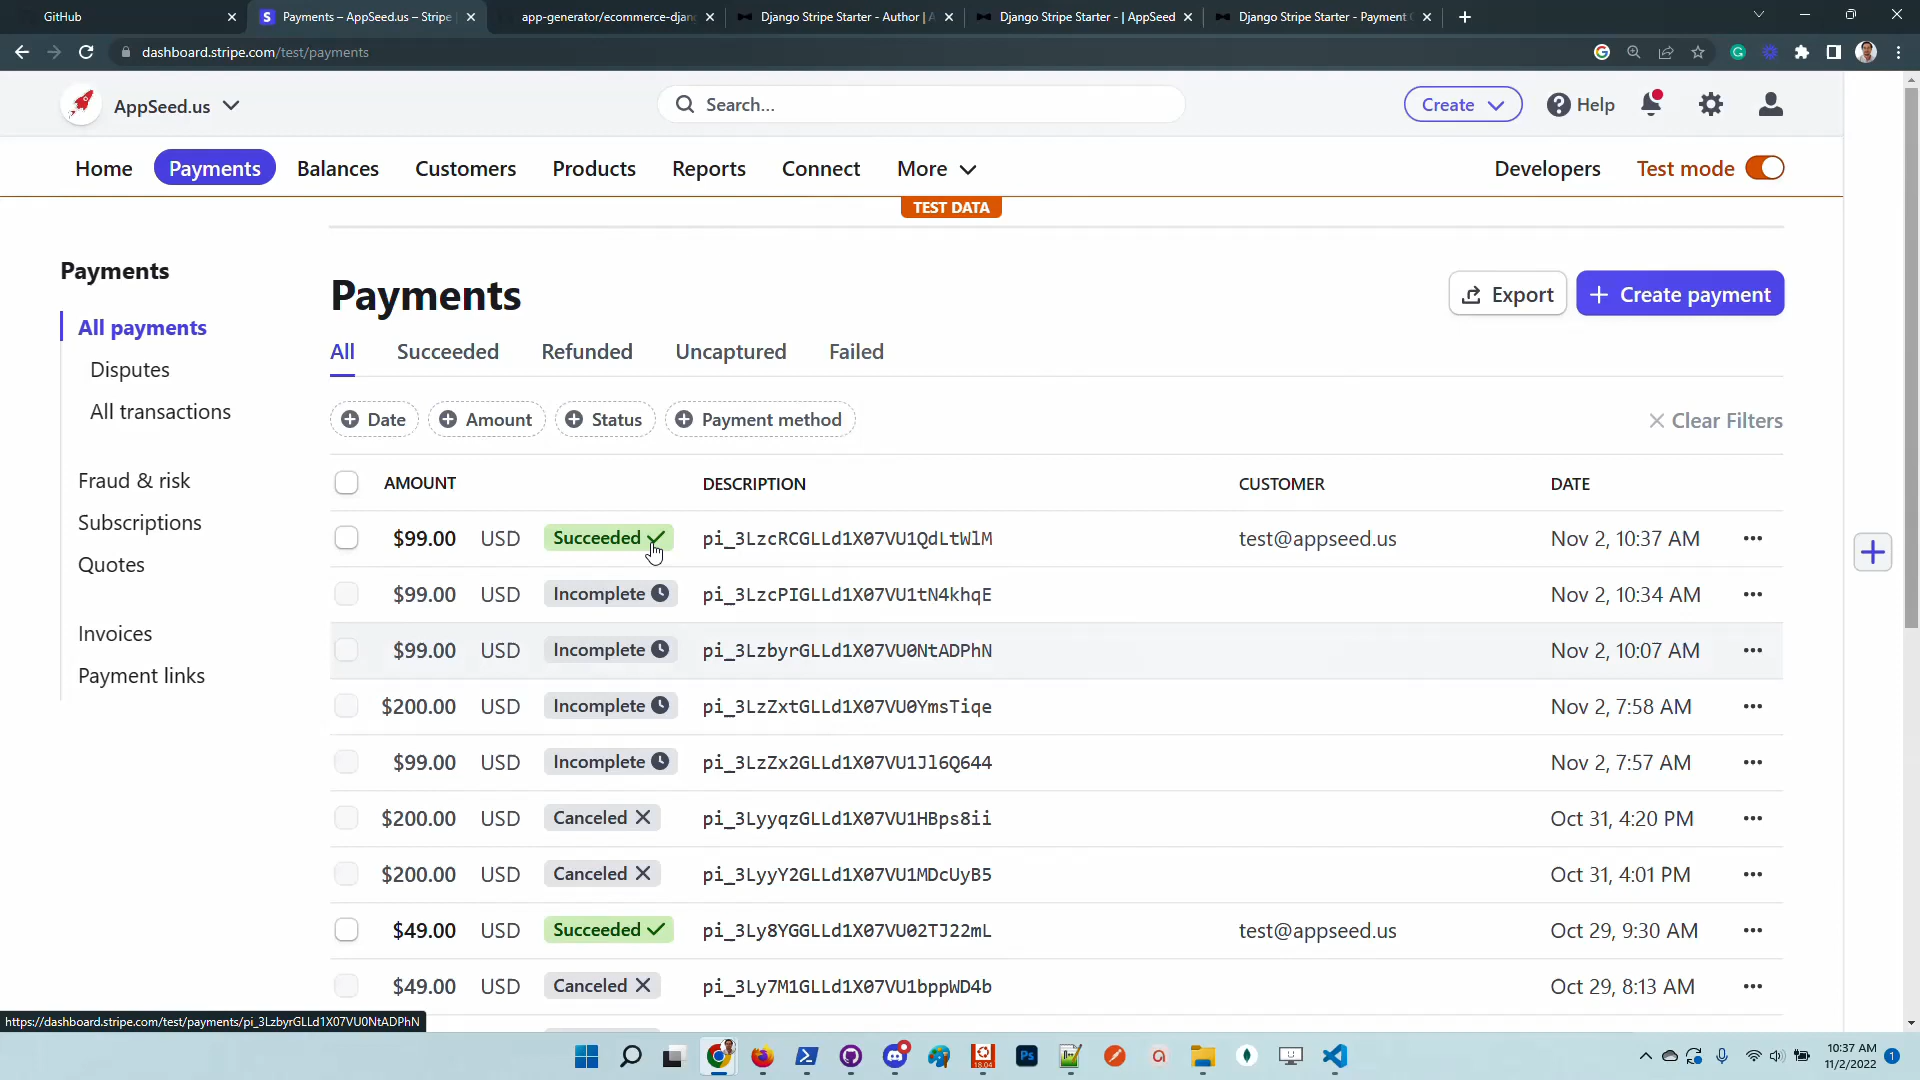 GitHub
Payments – AppSeed.us – Stripe
app-generator/ecommerce-djan
Django Stripe Starter - Author | A
Django Stripe Starter - | AppSeed
Django Stripe Starter - Payment
dashboard.stripe.com/test/payments
AppSeed.us
Search...
Create
Help
Home
Payments
Balances
Customers
Products
Reports
Connect
More
Developers
Test mode
TEST DATA
Payments
All payments
Disputes
All transactions
Fraud & risk
Subscriptions
Quotes
Invoices
Payment links
Payments
Export
Create payment
All
Succeeded
Refunded
Uncaptured
Failed
Date
Amount
Status
Payment method
Clear Filters
AMOUNT DESCRIPTION CUSTOMER DATE
$99.00 USD Succeeded pi_3LzcRCGLLd1X07VU1QdLtWlM test@appseed.us Nov 2, 10:37 AM
$99.00 USD Incomplete pi_3LzcPIGLLd1X07VU1tN4khqE Nov 2, 10:34 AM
$99.00 USD Incomplete pi_3LzbyrGLLd1X07VU0NtADPhN Nov 2, 10:07 AM
$200.00 USD Incomplete pi_3LzZxtGLLd1X07VU0YmsTiqe Nov 2, 7:58 AM
$99.00 USD Incomplete pi_3LzZx2GLLd1X07VU1Jl6Q644 Nov 2, 7:57 AM
$200.00 USD Canceled pi_3LyyqzGLLd1X07VU1HBps8ii Oct 31, 4:20 PM
$200.00 USD Canceled pi_3LyyY2GLLd1X07VU1MDcUyB5 Oct 31, 4:01 PM
$49.00 USD Succeeded pi_3Ly8YGGLLd1X07VU02TJ22mL test@appseed.us Oct 29, 9:30 AM
$49.00 USD Canceled pi_3Ly7M1GLLd1X07VU1bppWD4b Oct 29, 8:13 AM
https://dashboard.stripe.com/test/payments/pi_3LzbyrGLLd1X07VU0NtADPhN
18.04
Ps
10:37 AM
11/2/2022
1